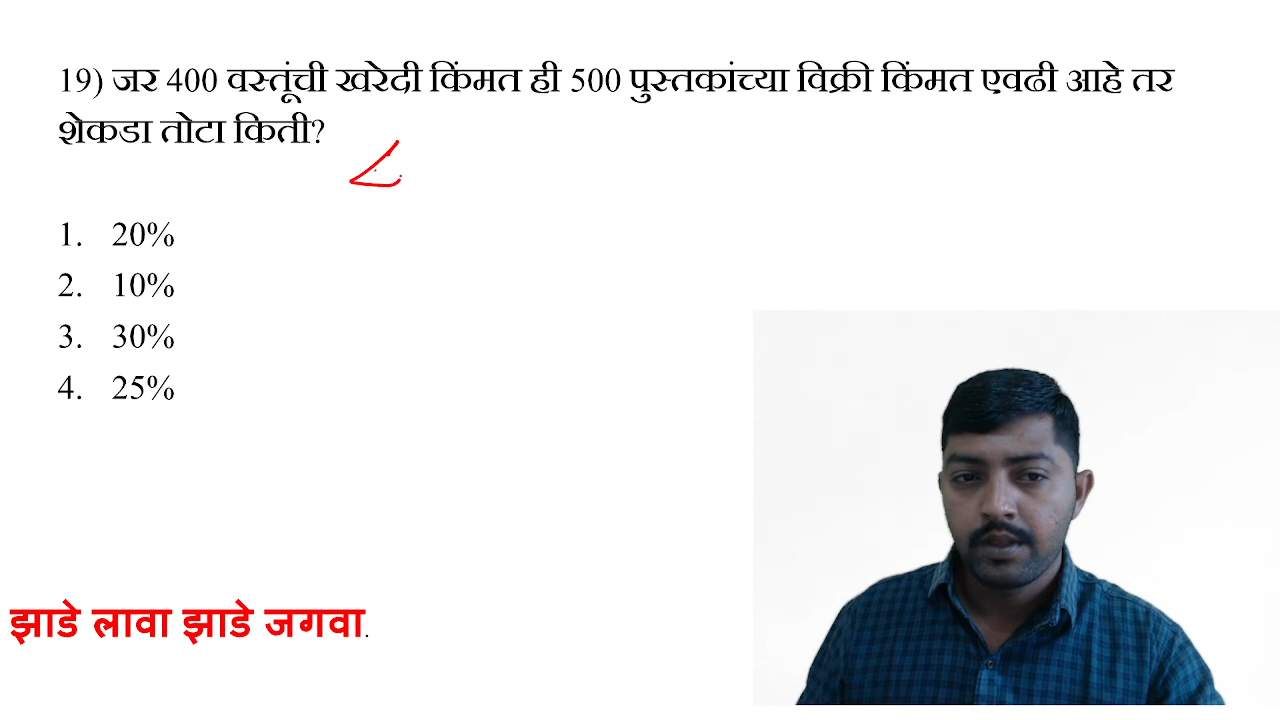 19) जर 400 वस्तूंची खरेदी किंमत ही 500 पुस्तकांच्या विक्री किंमत एवढी आहे तर
शेकडा तोटा किती?
1. 20%
2. 10%
3. 30%
4. 25%
झाडे लावा झाडे जगवा.